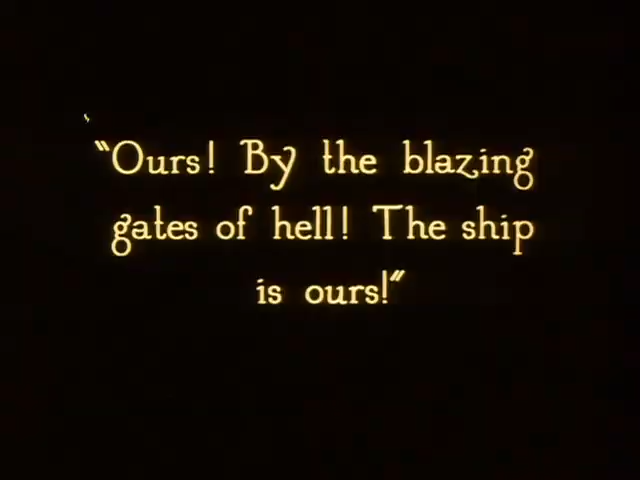 “Ours! By the blazing
gates of hell! The ship
is ours!”